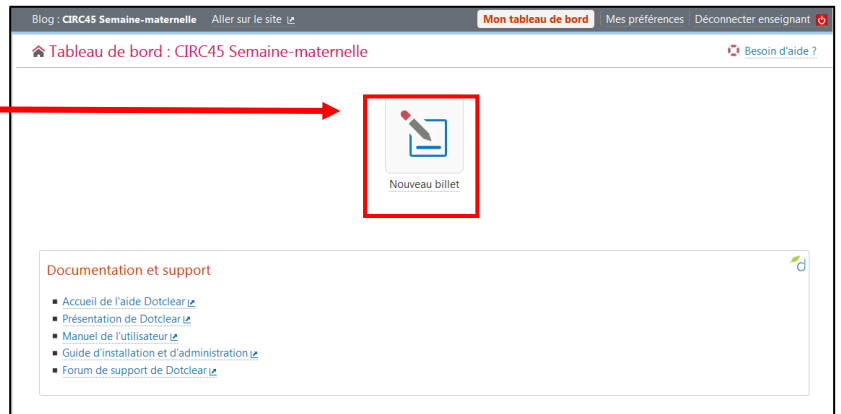 Blog : CIRC45 Semaine-maternelle Aller sur le site Mon tableau de bord Mes préférences Déconnecter enseignant
Tableau de bord : CIRC45 Semaine-maternelle Besoin d'aide ?
Nouveau billet
Documentation et support
Accueil de l'aide Dotclear
Présentation de Dotclear
Manuel de l'utilisateur
Guide d'installation et d'administration
Forum de support de Dotclear